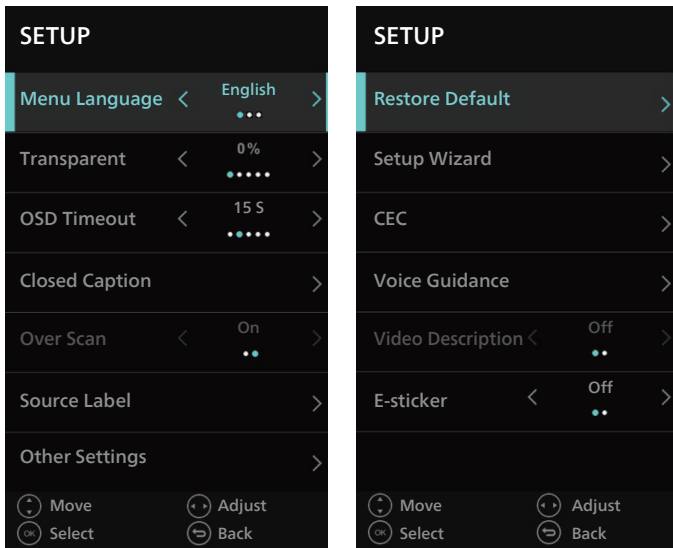 SETUP
Menu Language < English >
Transparent < 0% >
OSD Timeout < 15 S >
Closed Caption >
Over Scan < On >
Source Label >
Other Settings >
Move Adjust
OK Select Back
SETUP
Restore Default >
Setup Wizard >
CEC >
Voice Guidance >
Video Description < Off >
E-sticker < Off >
Move Adjust
OK Select Back